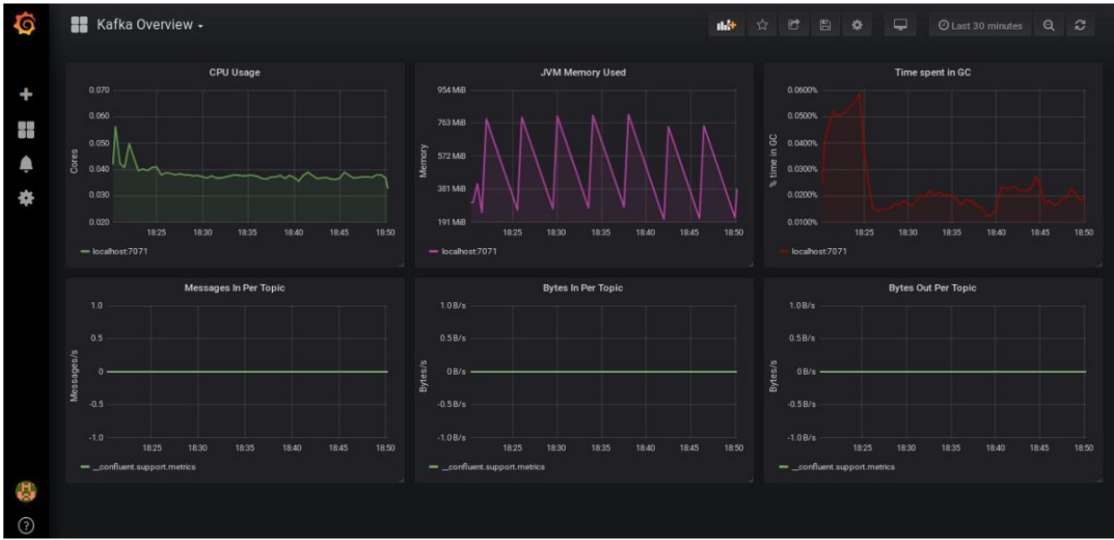 Kafka Overview
Last 30 minutes
CPU Usage
0.070
0.060
0.050
0.040
0.030
0.020
Cores
18:25 18:30 18:35 18:40 18:45 18:50
localhost:7071
JVM Memory Used
954 MiB
763 MiB
572 MiB
381 MiB
191 MiB
Memory
18:25 18:30 18:35 18:40 18:45 18:50
localhost:7071
Time spent in GC
0.0600%
0.0500%
0.0400%
0.0300%
0.0200%
0.0100%
% time in GC
18:25 18:30 18:35 18:40 18:45 18:50
localhost:7071
Messages In Per Topic
1.0
0.5
0
-0.5
-1.0
Messages/s
18:25 18:30 18:35 18:40 18:45 18:50
__confluent.support.metrics
Bytes In Per Topic
1.0 B/s
0.5 B/s
0 B/s
-0.5 B/s
-1.0 B/s
Bytes/s
18:25 18:30 18:35 18:40 18:45 18:50
__confluent.support.metrics
Bytes Out Per Topic
1.0 B/s
0.5 B/s
0 B/s
-0.5 B/s
-1.0 B/s
Bytes/s
18:25 18:30 18:35 18:40 18:45 18:50
__confluent.support.metrics